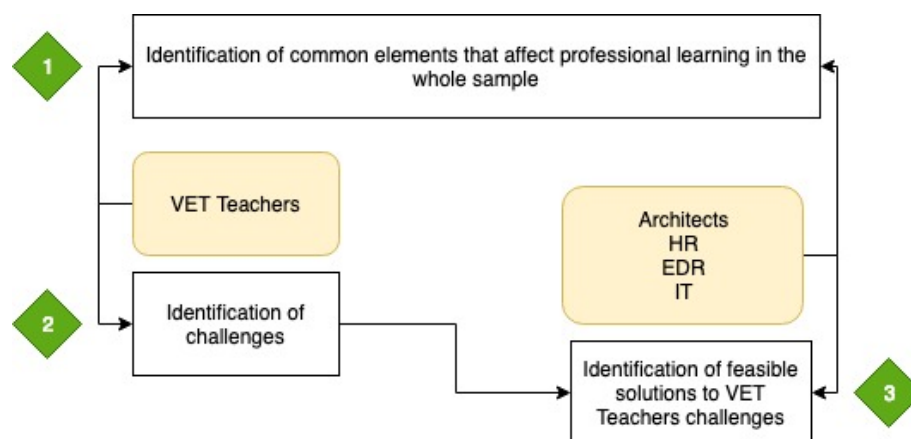 1
Identification of common elements that affect professional learning in the
whole sample
VET Teachers
Architects
HR
EDR
IT
2
Identification of
challenges
Identification of feasible
solutions to VET
Teachers challenges
3